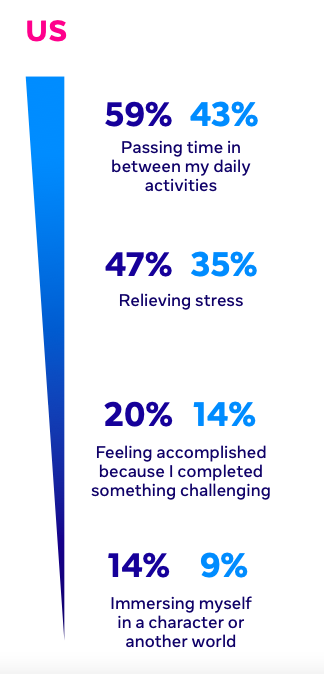 US
59% 43%
Passing time in
between my daily
activities
47% 35%
Relieving stress
20% 14%
Feeling accomplished
because I completed
something challenging
14% 9%
Immersing myself
in a character or
another world